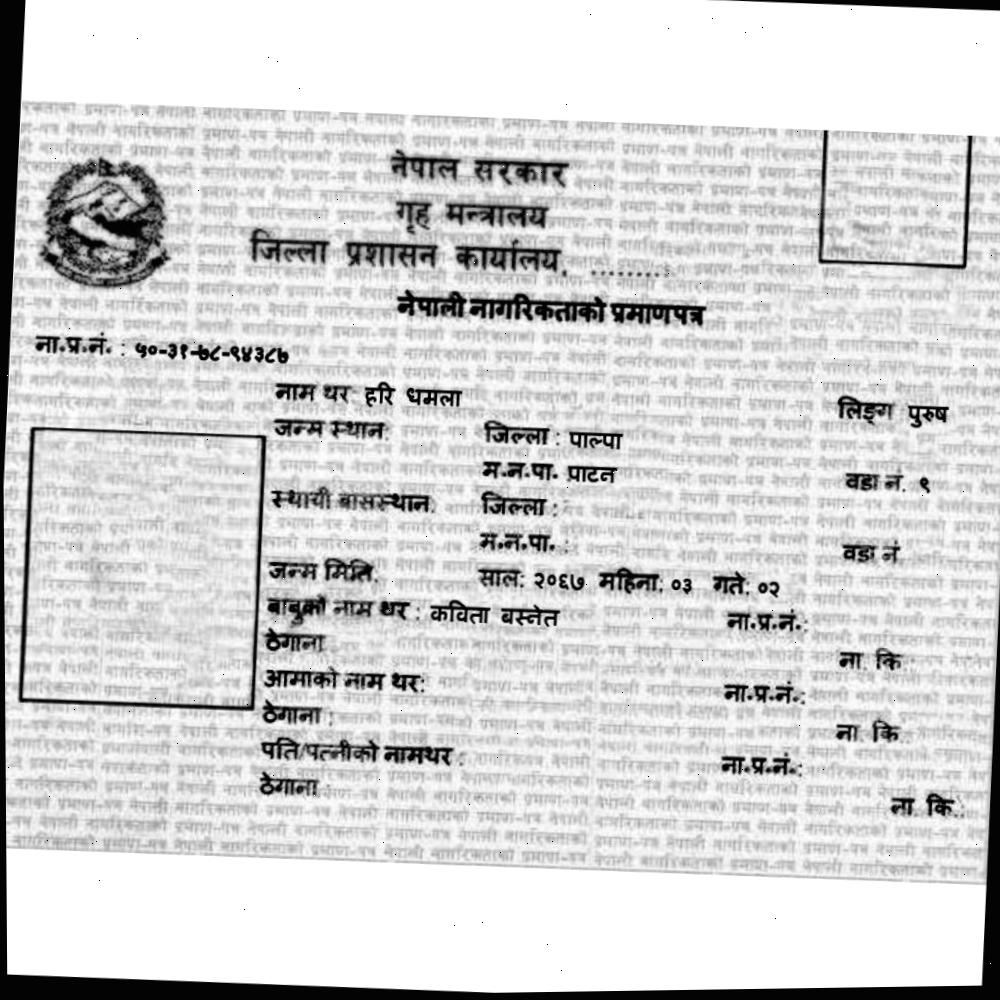 नेपाल सरकार
गृह मन्त्रालय
जिल्ला प्रशासन कार्यालय, .........
नेपाली नागरिकताको प्रमाणपत्र
ना.प्र.नं. : ५०-३१-७८-९४३८७
नाम थर: हरि धमला लिङ्ग पुरुष
जन्म स्थान: जिल्ला : पाल्पा
म.न.पा. पाटन वडा नं. ९
स्थायी बासस्थान: जिल्ला :
म.न.पा. : वडा नं
जन्म मिति: साल: २०६७ महिना: ०३ गते: ०२
बाबुको नाम थर : कविता बस्नेत ना.प्र.नं.:
ठेगाना ना. कि.:
आमाको नाम थर: ना.प्र.नं.:
ठेगाना : ना. कि.:
पति/पत्नीको नामथर : ना.प्र.नं.:
ठेगाना : ना. कि.: